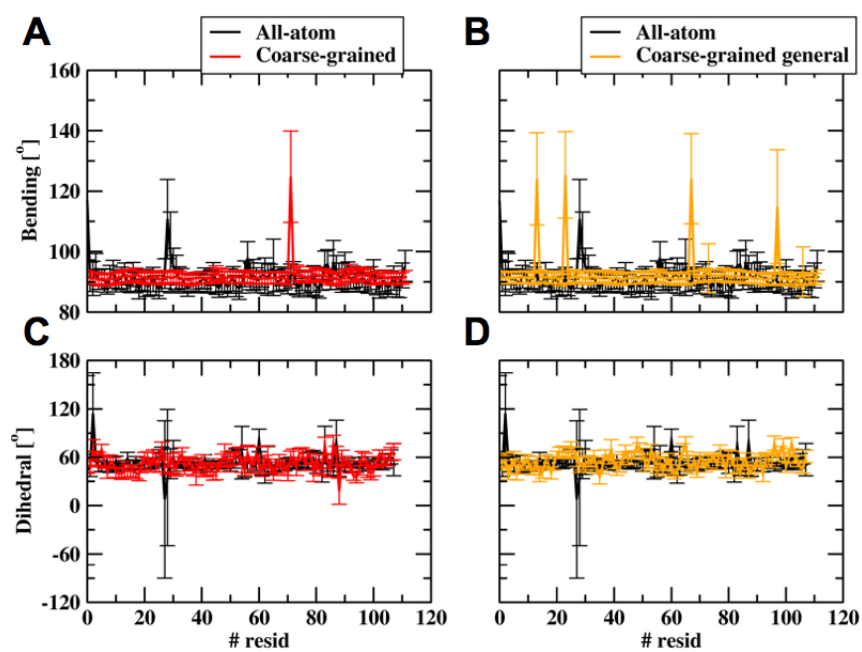 A
All-atom
Coarse-grained
B
All-atom
Coarse-grained general
160
140
120
100
80
Bending [°]
C
D
180
120
60
0
-60
-120
Dihedral [°]
0 20 40 60 80 100 120
# resid
0 20 40 60 80 100 120
# resid